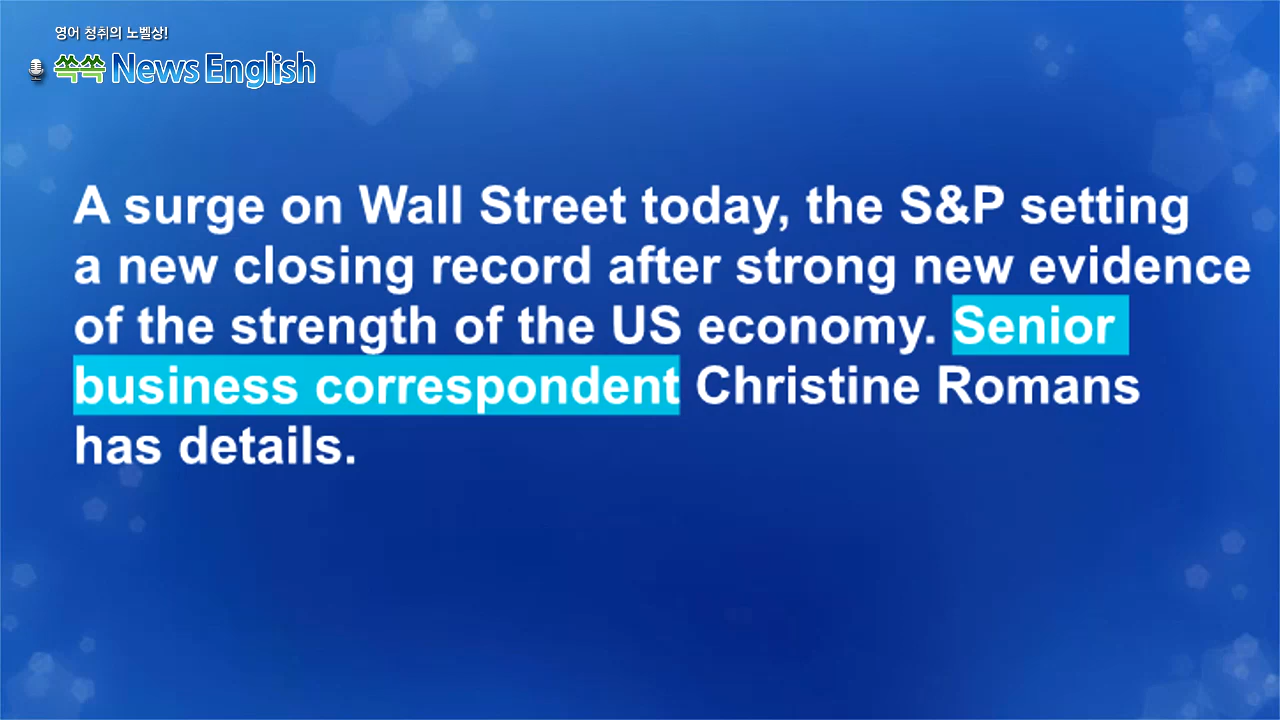 영어 청취의 노벨상!
쏙쏙 News English
A surge on Wall Street today, the S&P setting
a new closing record after strong new evidence
of the strength of the US economy. Senior
business correspondent Christine Romans
has details.